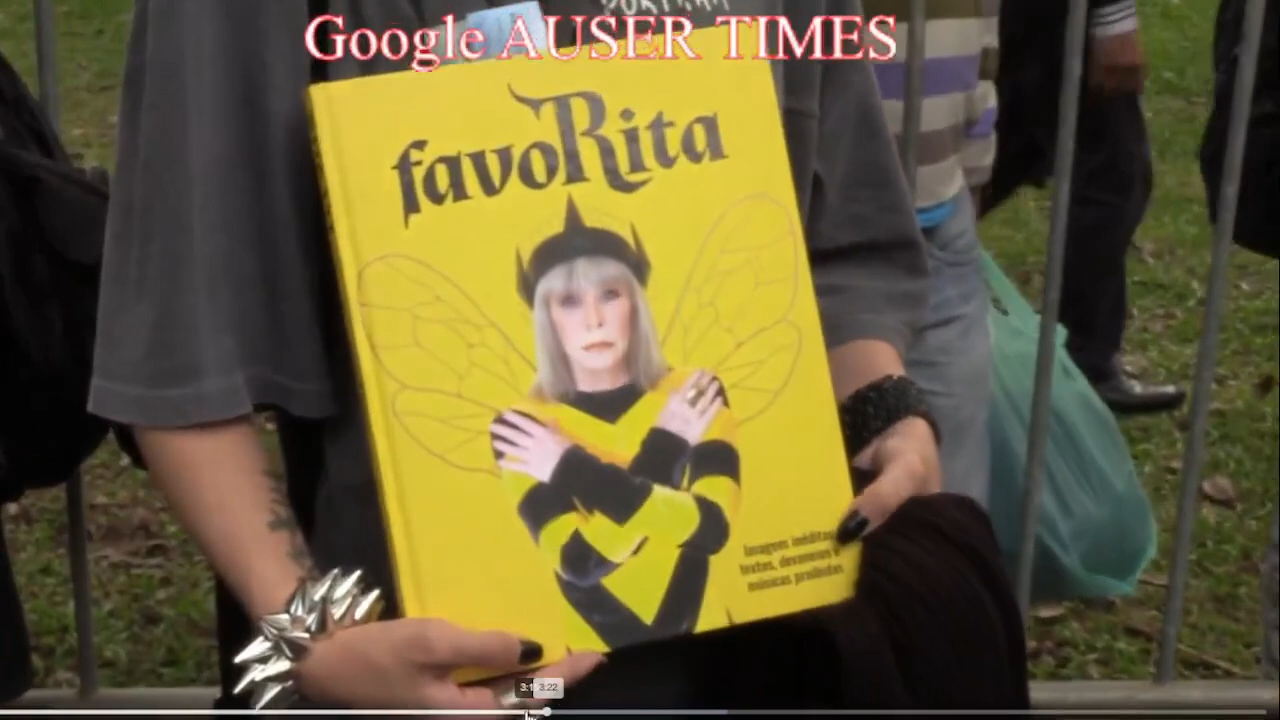 Google AUSER TIMES
favoRita
Imagens inéditas,
textos, devaneios e
músicas proibidas
3:22